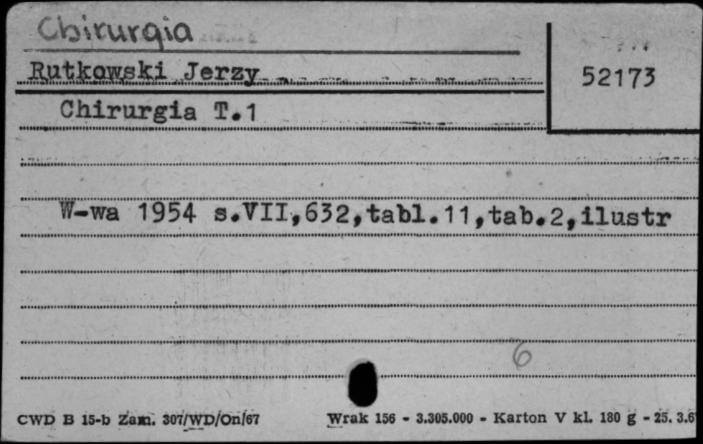 Chirurgia
Rutkowski Jerzy
52173
Chirurgia T.1
W-wa 1954 s.VII,632,tabl.11,tab.2,ilustr
6
CWD B 15-b Zam. 307/WD/On/67 Wrak 156 - 3.305.000 - Karton V kl. 180 g - 25. 3.6